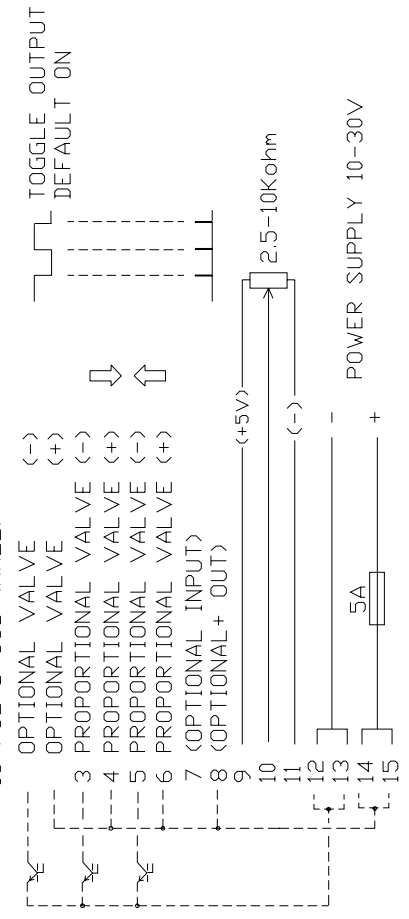 OPTIONAL VALVE (-)
OPTIONAL VALVE (+)
3 PROPORTIONAL VALVE (-)
4 PROPORTIONAL VALVE (+)
5 PROPORTIONAL VALVE (-)
6 PROPORTIONAL VALVE (+)
7 (OPTIONAL INPUT)
8 (OPTIONAL+ OUT)
9 (+5V)
10
11 (-)
2.5-10Kohm
12 -
13
14 5A +
15
POWER SUPPLY 10-30V
TOGGLE OUTPUT
DEFAULT ON